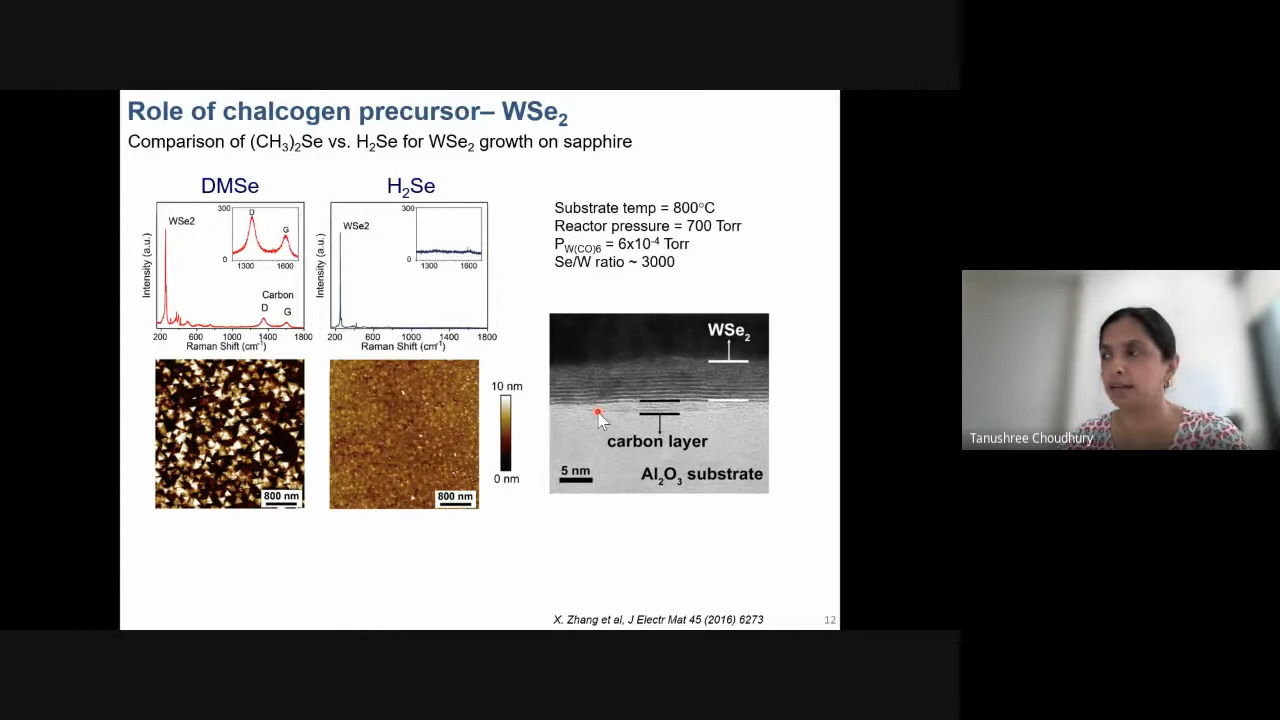 Role of chalcogen precursor– WSe₂
Comparison of (CH₃)₂Se vs. H₂Se for WSe₂ growth on sapphire
DMSe
H₂Se
WSe2
300
D
G
0
1300 1600
Carbon
D
G
Intensity (a.u.)
200 600 1000 1400 1800
Raman Shift (cm⁻¹)
WSe2
300
0
1300 1600
Intensity (a.u.)
200 600 1000 1400 1800
Raman Shift (cm⁻¹)
Substrate temp = 800°C
Reactor pressure = 700 Torr
P_W(CO)6 = 6x10⁻⁴ Torr
Se/W ratio ~ 3000
800 nm
800 nm
10 nm
0 nm
WSe₂
carbon layer
5 nm
Al₂O₃ substrate
X. Zhang et al, J Electr Mat 45 (2016) 6273
12
Tanushree Choudhury